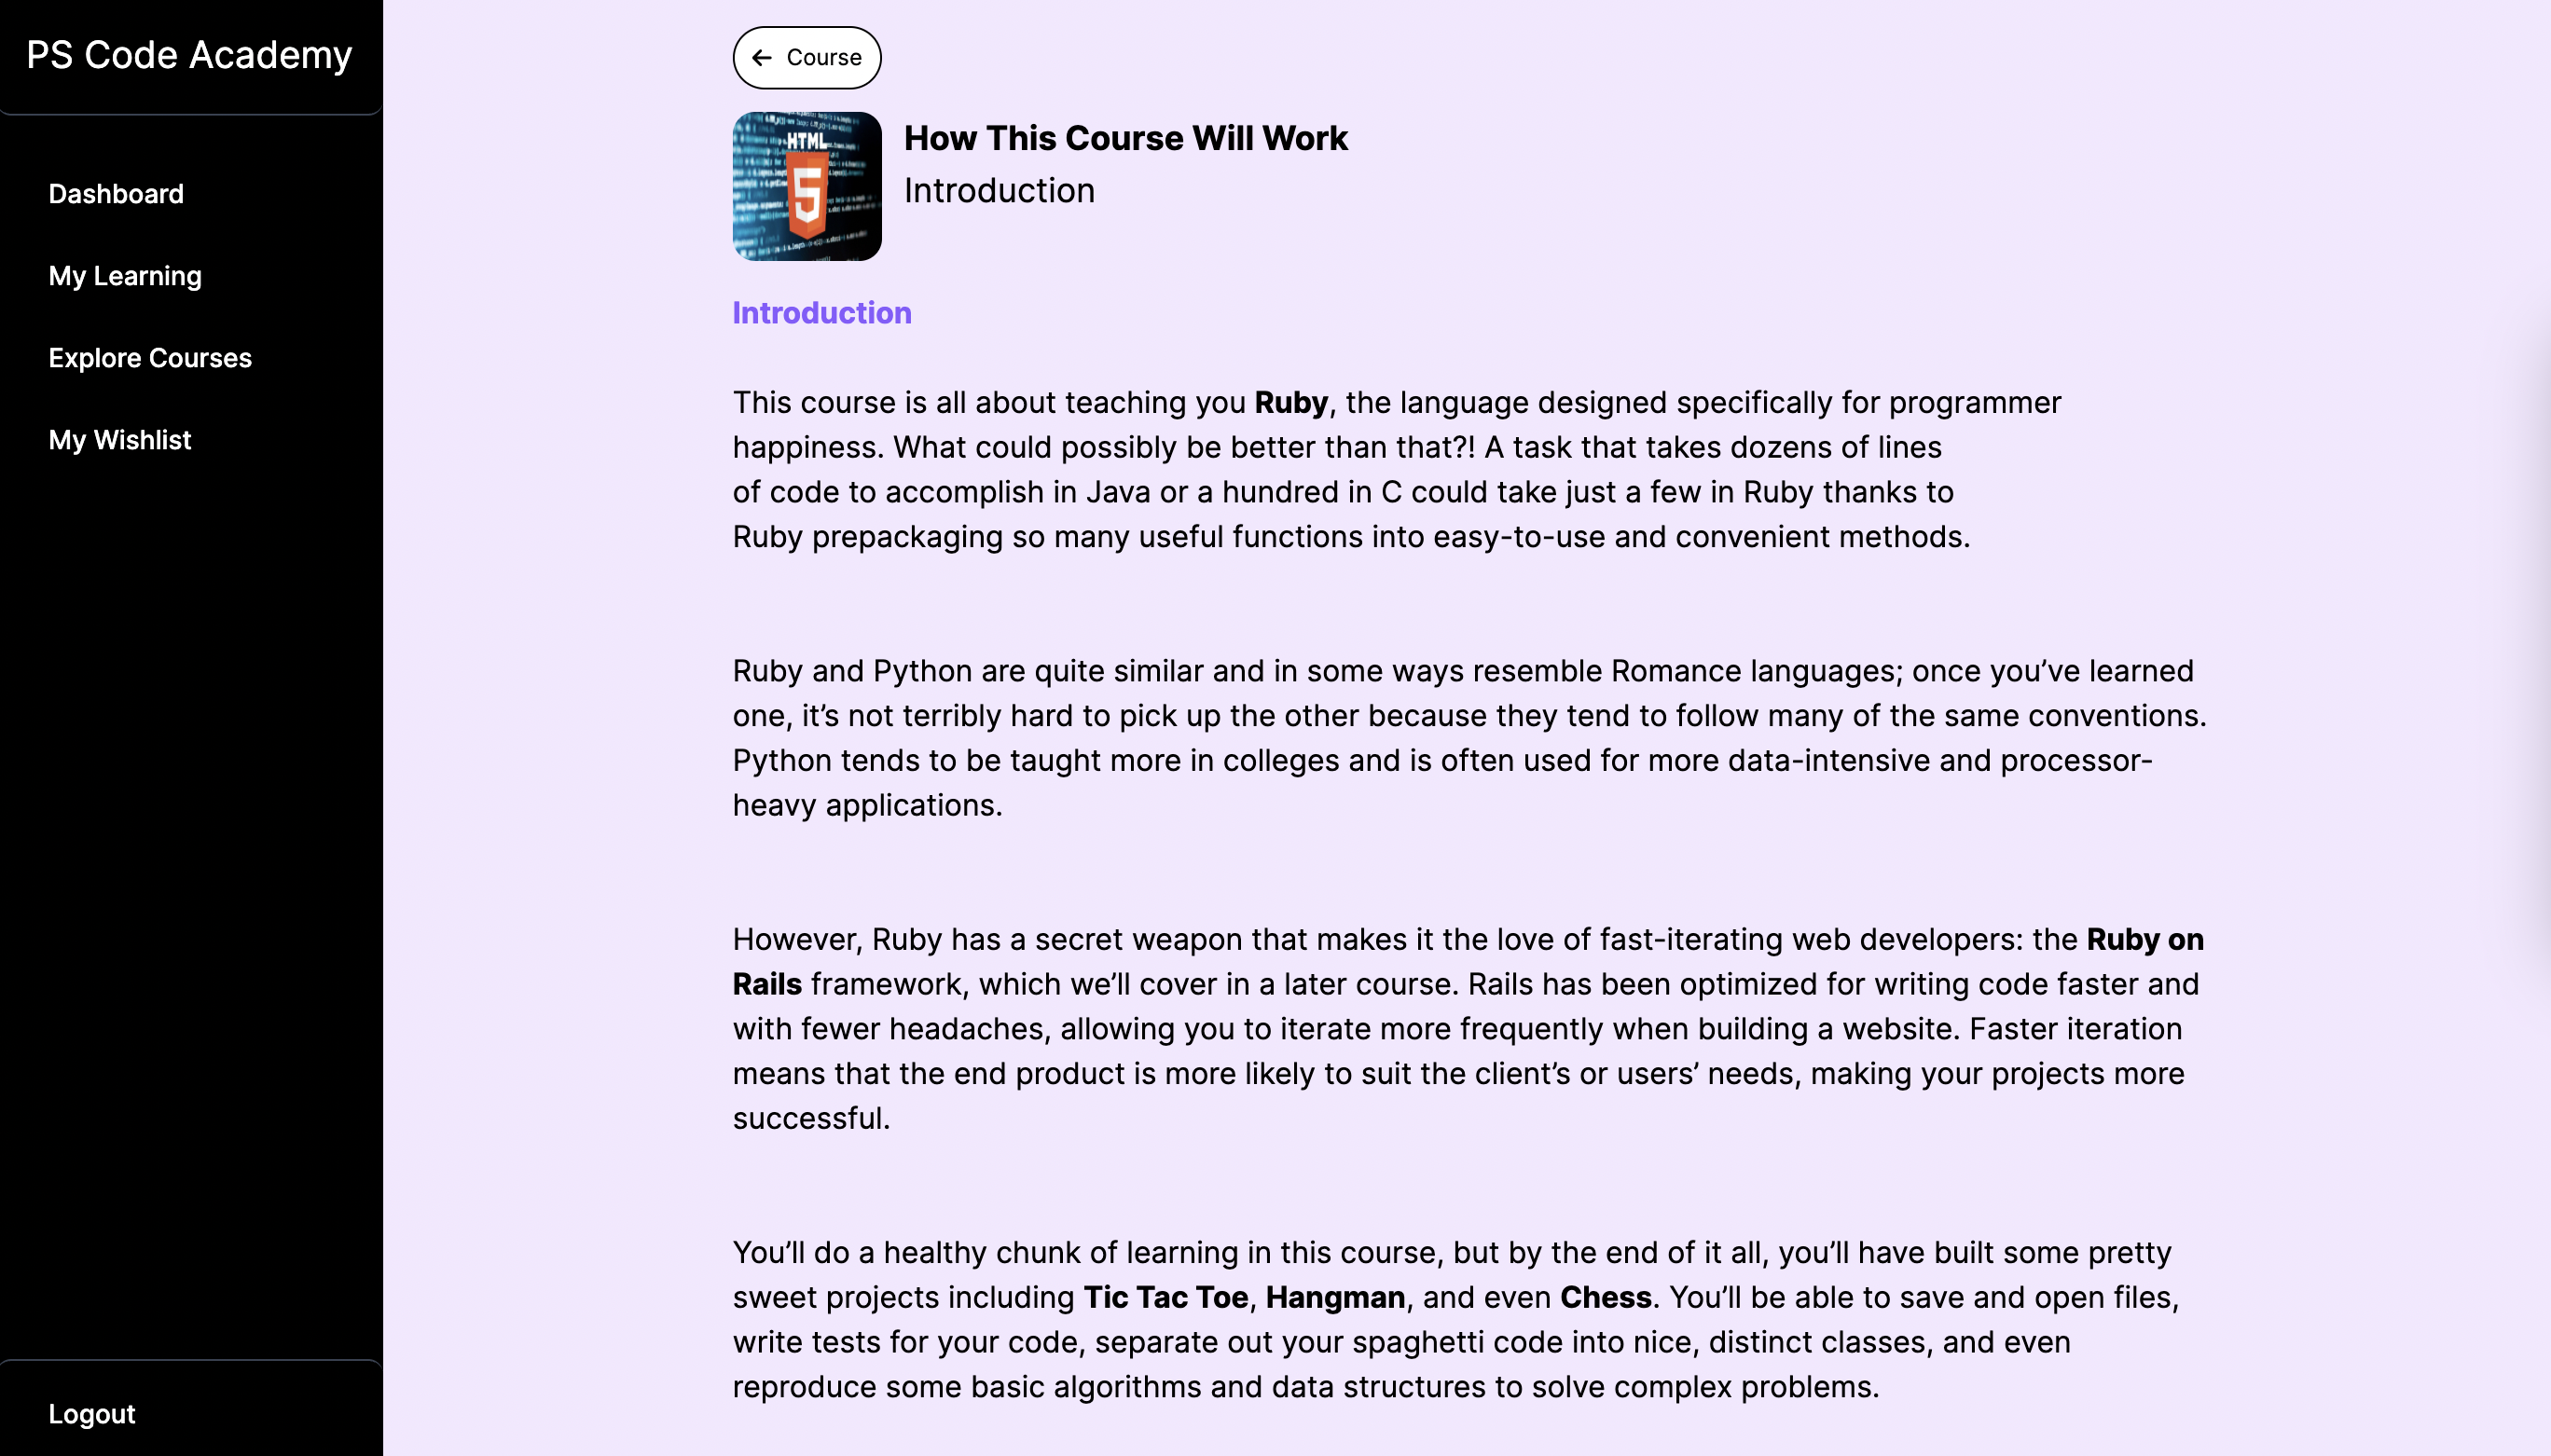 PS Code Academy
Dashboard
My Learning
Explore Courses
My Wishlist
Logout
Course
HTML
5
How This Course Will Work
Introduction
Introduction
This course is all about teaching you Ruby, the language designed specifically for programmer
happiness. What could possibly be better than that?! A task that takes dozens of lines
of code to accomplish in Java or a hundred in C could take just a few in Ruby thanks to
Ruby prepackaging so many useful functions into easy-to-use and convenient methods.
Ruby and Python are quite similar and in some ways resemble Romance languages; once you’ve learned
one, it’s not terribly hard to pick up the other because they tend to follow many of the same conventions.
Python tends to be taught more in colleges and is often used for more data-intensive and processor-
heavy applications.
However, Ruby has a secret weapon that makes it the love of fast-iterating web developers: the Ruby on
Rails framework, which we’ll cover in a later course. Rails has been optimized for writing code faster and
with fewer headaches, allowing you to iterate more frequently when building a website. Faster iteration
means that the end product is more likely to suit the client’s or users’ needs, making your projects more
successful.
You’ll do a healthy chunk of learning in this course, but by the end of it all, you’ll have built some pretty
sweet projects including Tic Tac Toe, Hangman, and even Chess. You’ll be able to save and open files,
write tests for your code, separate out your spaghetti code into nice, distinct classes, and even
reproduce some basic algorithms and data structures to solve complex problems.